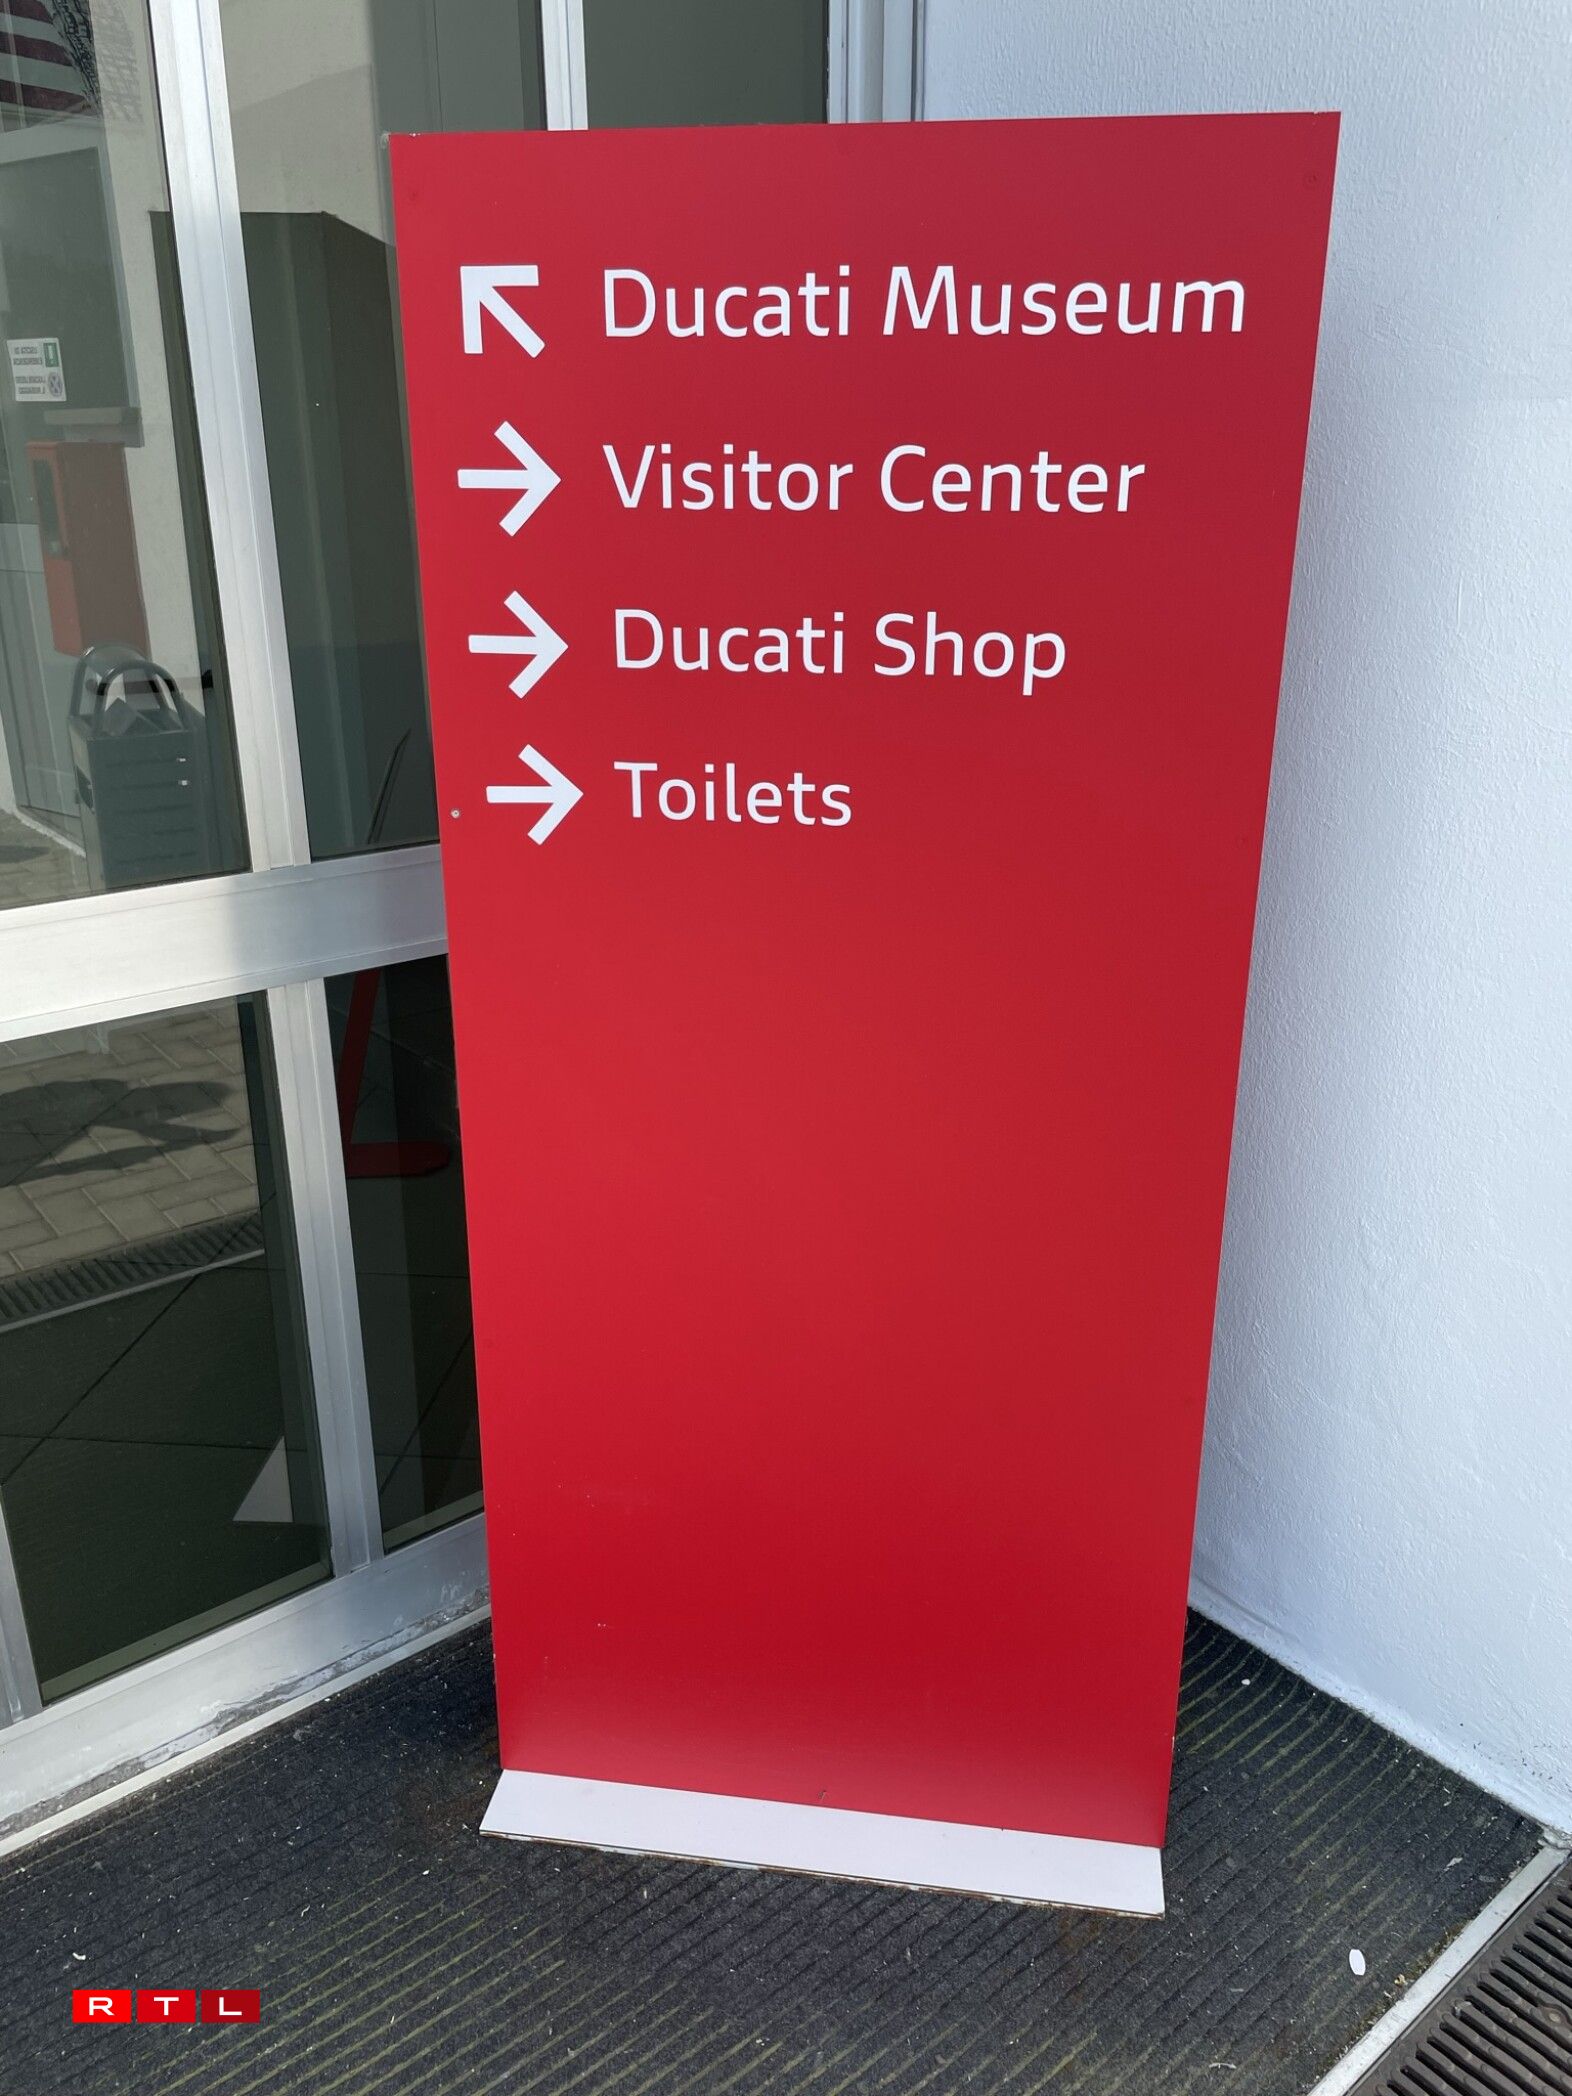 Ducati Museum
Visitor Center
Ducati Shop
Toilets
RTL